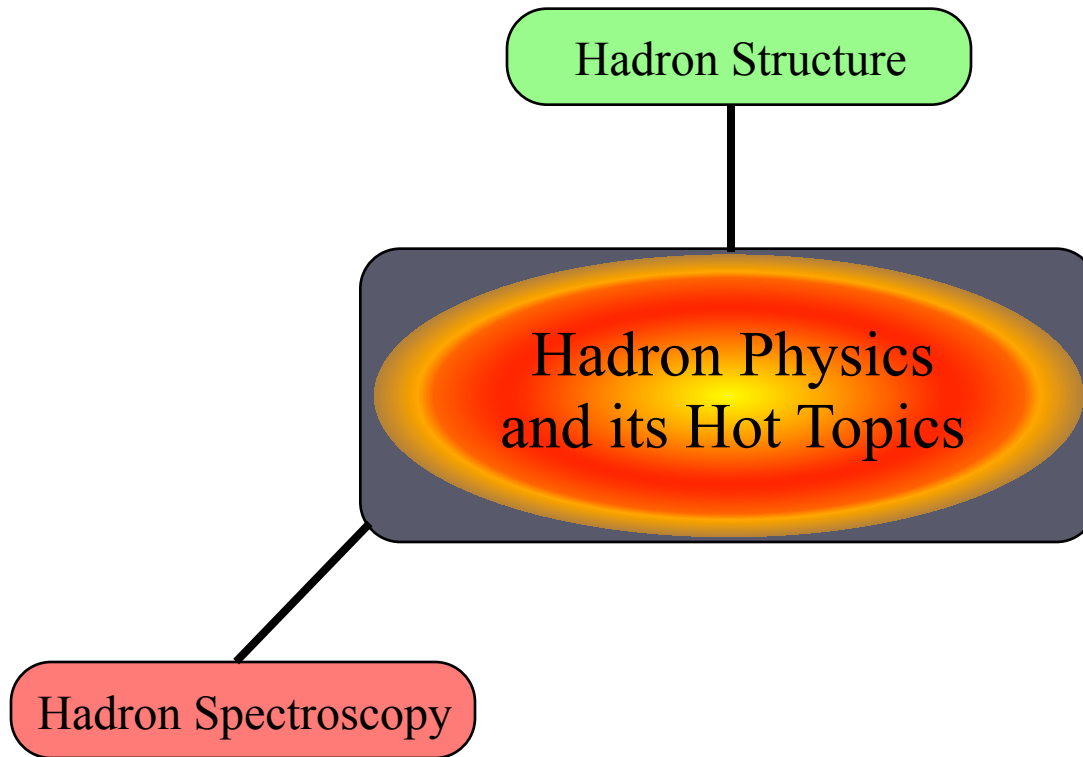 Hadron Structure
Hadron Physics
and its Hot Topics
Hadron Spectroscopy